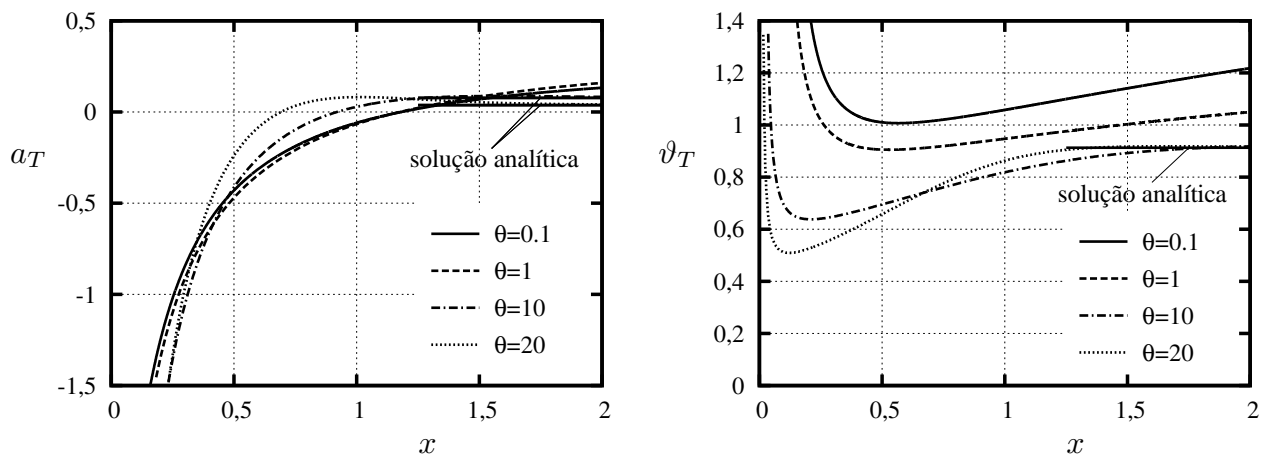 0,5
0
-0,5
-1
-1,5
a_T
solução analítica
θ=0.1
θ=1
θ=10
θ=20
0 0,5 1 1,5 2
x
1,4
1,2
1
0,8
0,6
0,4
0,2
0
ϑ_T
solução analítica
θ=0.1
θ=1
θ=10
θ=20
0 0,5 1 1,5 2
x